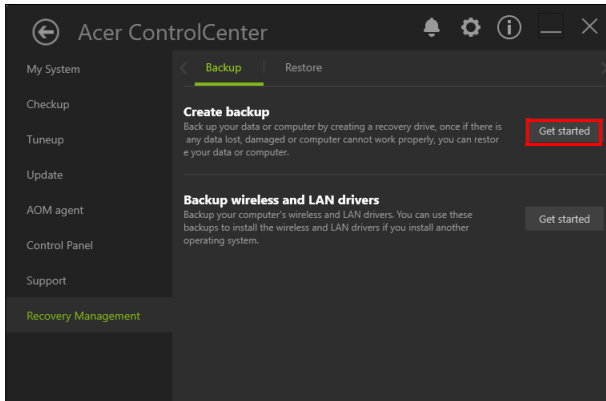 Acer ControlCenter
My System
Checkup
Tuneup
Update
AOM agent
Control Panel
Support
Recovery Management
Backup
Restore
Create backup
Back up your data or computer by creating a recovery drive, once if there is
any data lost, damaged or computer cannot work properly, you can restor
e your data or computer.
Get started
Backup wireless and LAN drivers
Backup your computer's wireless and LAN drivers. You can use these
backups to install the wireless and LAN drivers if you install another
operating system.
Get started